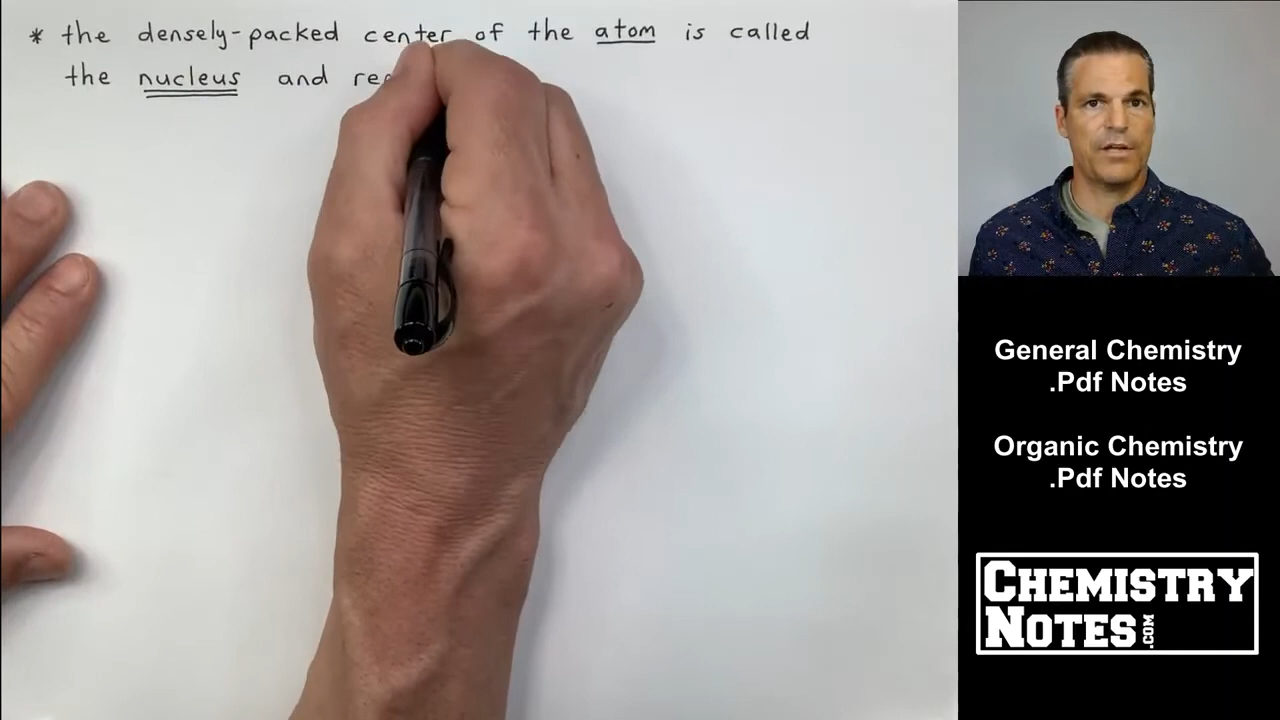 * the densely-packed center of the atom is called
the nucleus and
General Chemistry
.Pdf Notes
Organic Chemistry
.Pdf Notes
CHEMISTRY
NOTES.COM